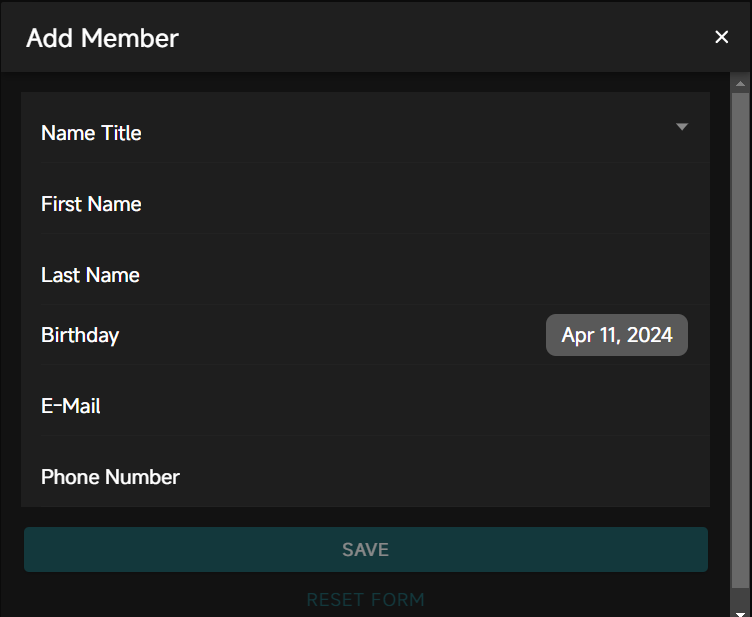 Add Member
Name Title
First Name
Last Name
Birthday Apr 11, 2024
E-Mail
Phone Number
SAVE
RESET FORM